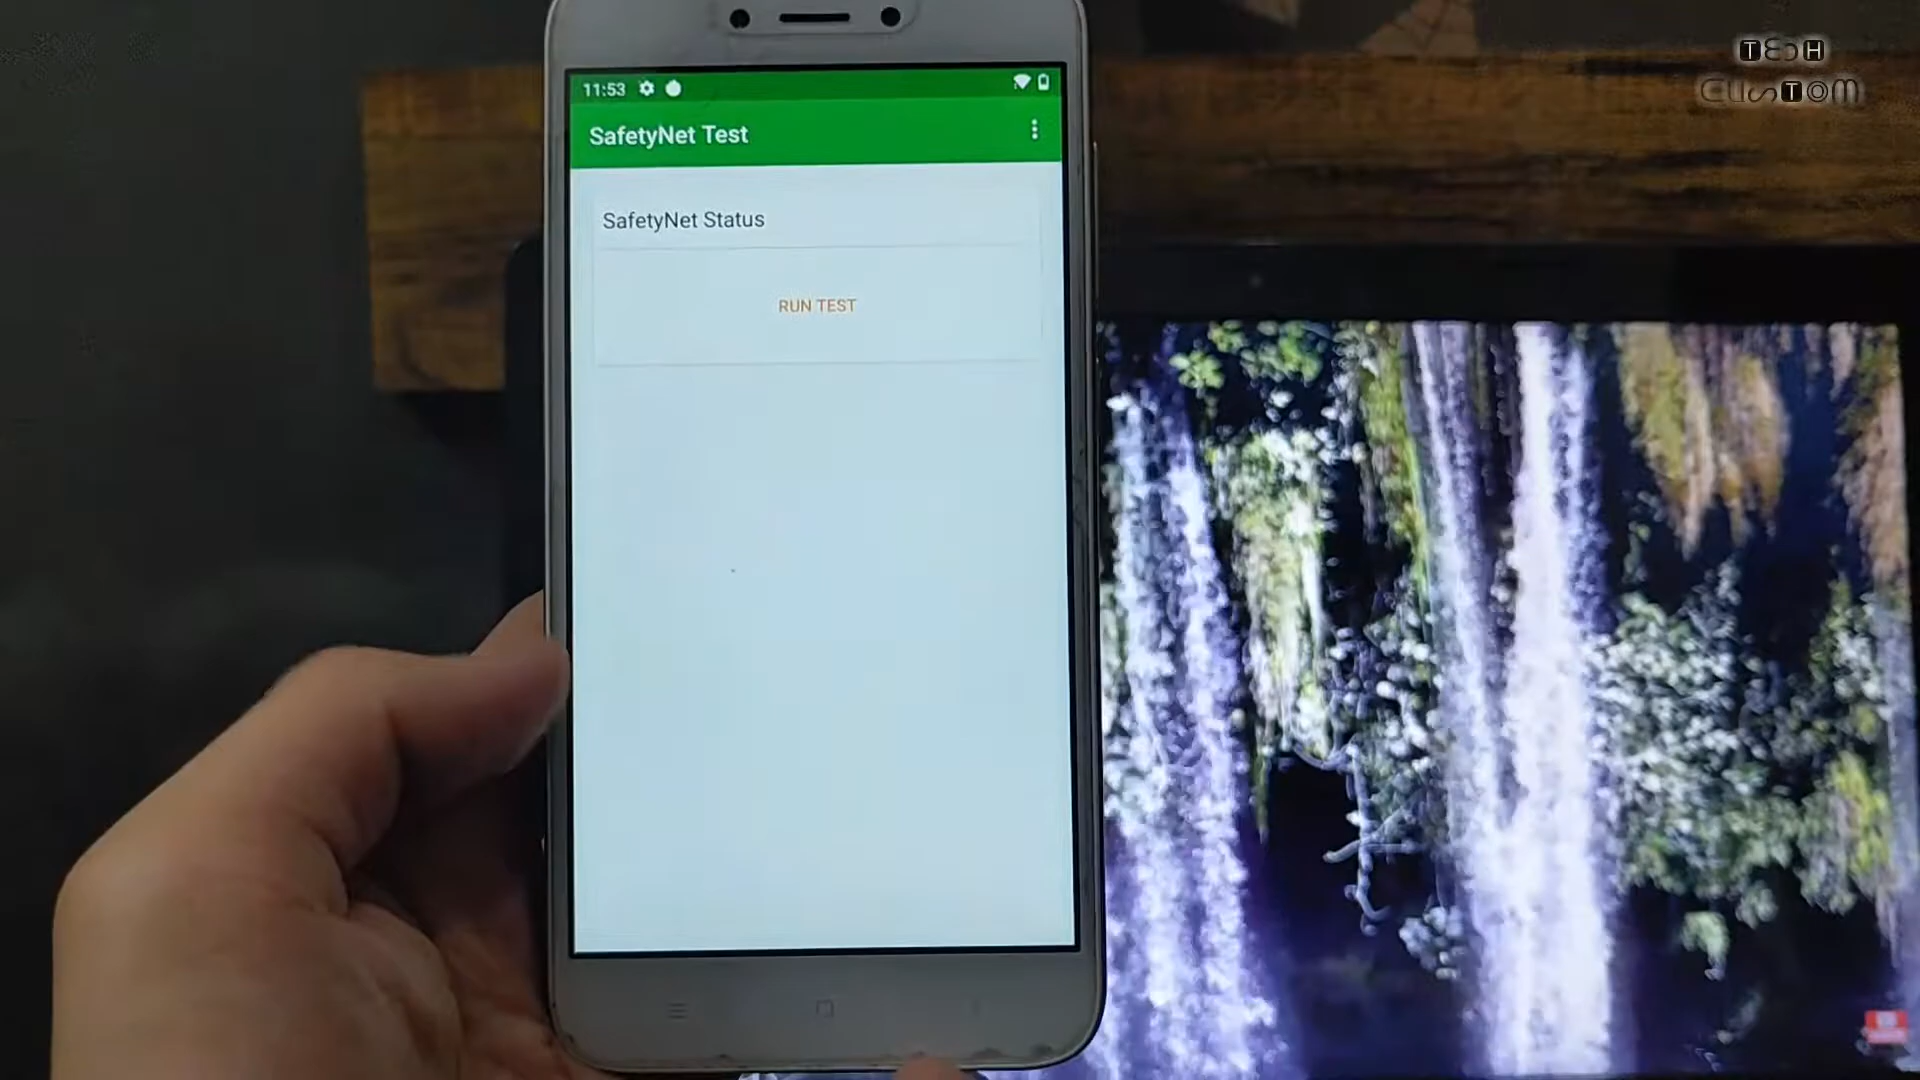 11:53
SafetyNet Test
SafetyNet Status
RUN TEST
TECH
CUSTOM